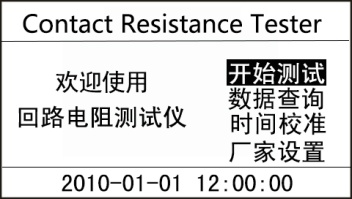 Contact Resistance Tester
欢迎使用
回路电阻测试仪
开始测试
数据查询
时间校准
厂家设置
2010-01-01 12:00:00